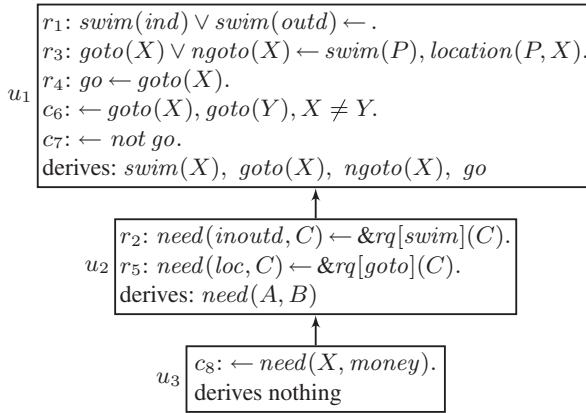 r₁: swim(ind) ∨ swim(outd) ← .
r₃: goto(X) ∨ ngoto(X) ← swim(P), location(P, X).
r₄: go ← goto(X).
u₁
c₆: ← goto(X), goto(Y), X ≠ Y.
c₇: ← not go.
derives: swim(X), goto(X), ngoto(X), go
r₂: need(inoutd, C) ← &rq[swim](C).
u₂
r₅: need(loc, C) ← &rq[goto](C).
derives: need(A, B)
c₈: ← need(X, money).
u₃
derives nothing